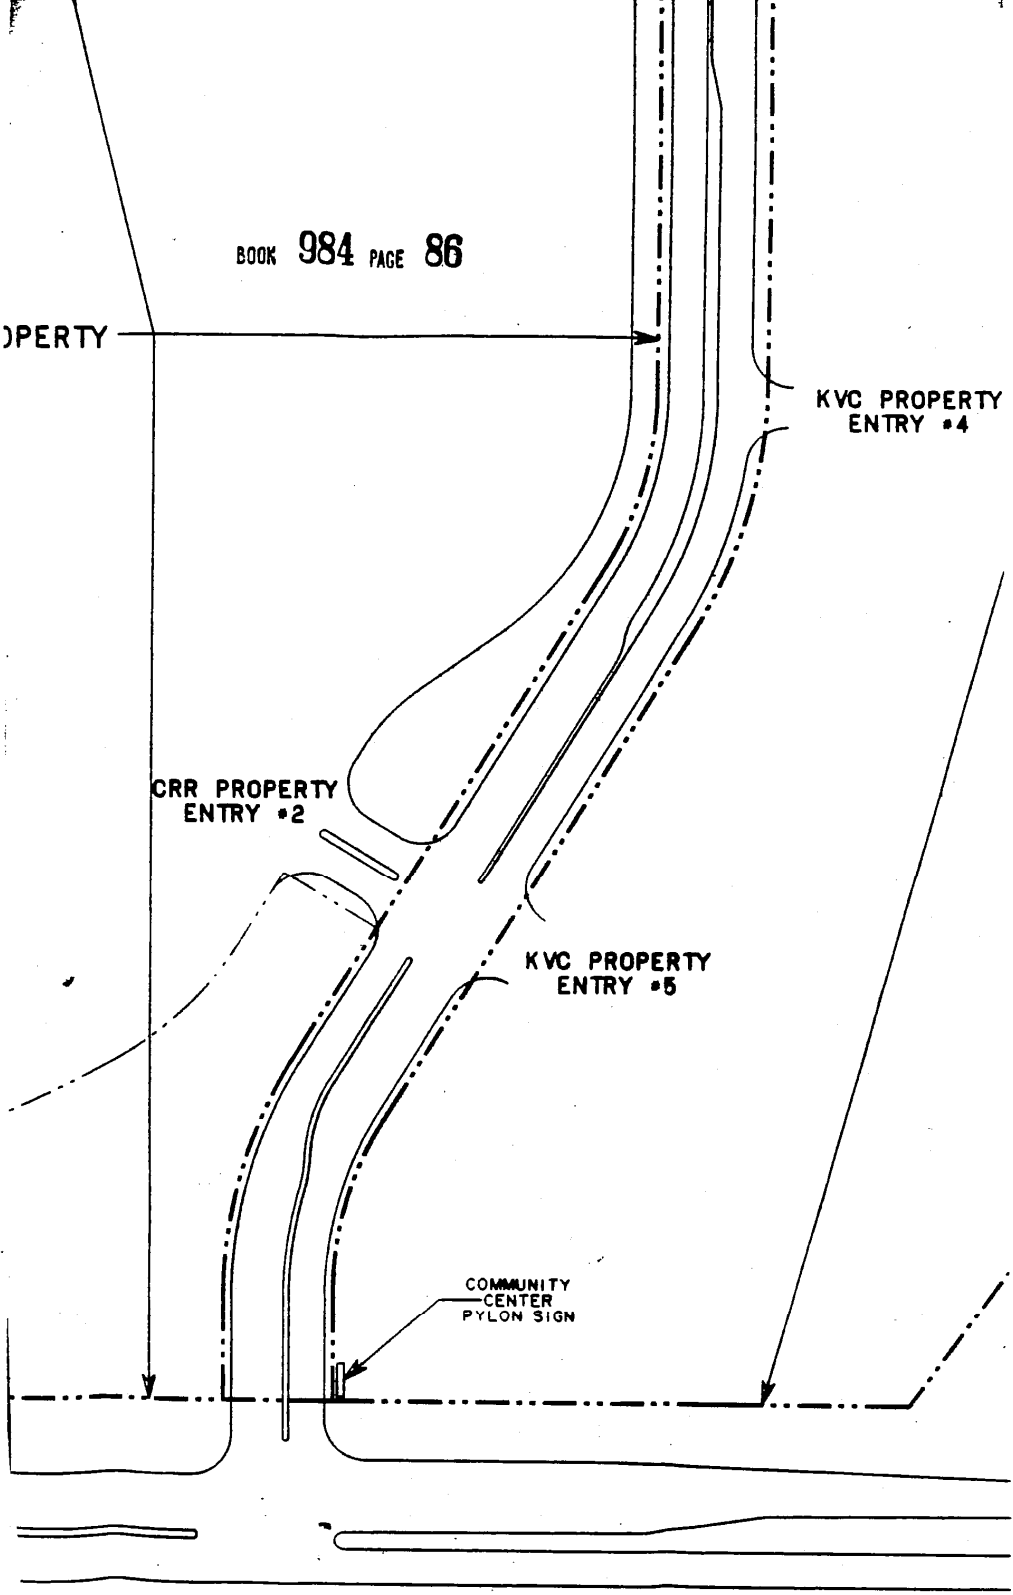 BOOK 984 PAGE 86
OPERTY
KVC PROPERTY
ENTRY #4
CRR PROPERTY
ENTRY #2
KVC PROPERTY
ENTRY #5
COMMUNITY
CENTER
PYLON SIGN